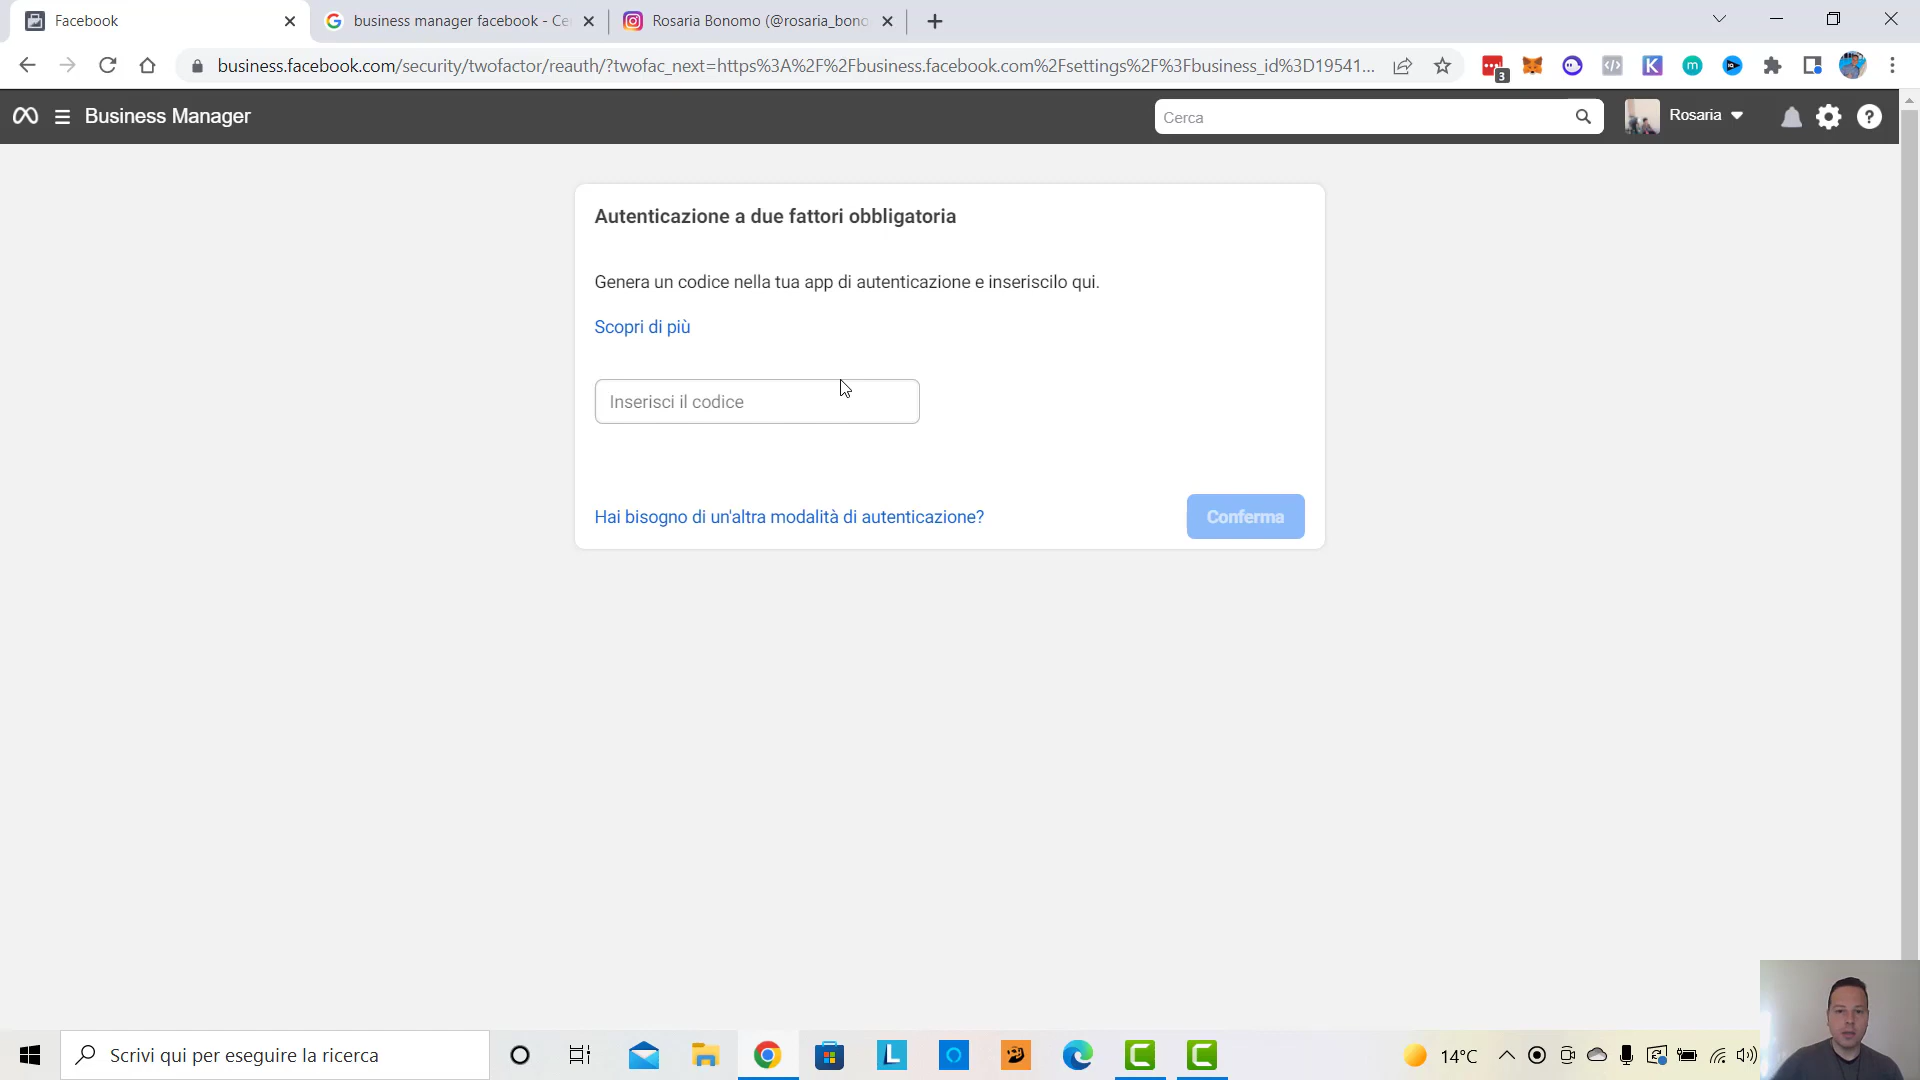 Facebook
business manager facebook - Ce
Rosaria Bonomo (@rosaria_bono
business.facebook.com/security/twofactor/reauth/?twofac_next=https%3A%2F%2Fbusiness.facebook.com%2Fsettings%2F%3Fbusiness_id%3D19541...
3
K
m
Business Manager
Cerca
Rosaria
Autenticazione a due fattori obbligatoria
Genera un codice nella tua app di autenticazione e inseriscilo qui.
Scopri di più
Inserisci il codice
Hai bisogno di un'altra modalità di autenticazione?
Conferma
Scrivi qui per eseguire la ricerca
L
14°C